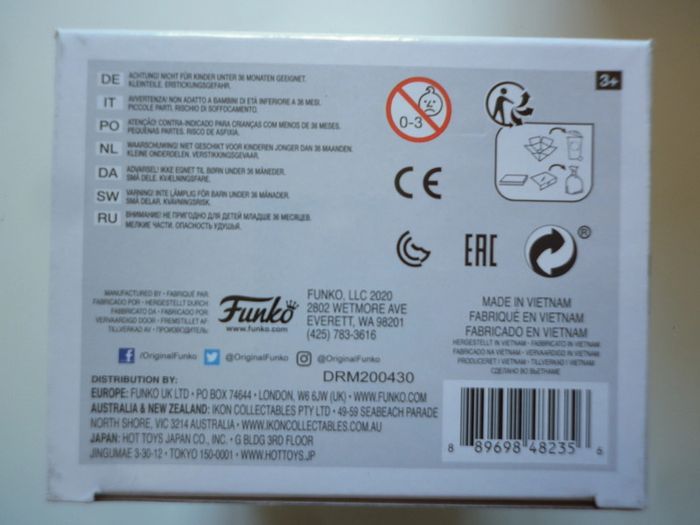 DE ACHTUNG! NICHT FÜR KINDER UNTER 36 MONATEN GEEIGNET.
KLEINTEILE. ERSTICKUNGSGEFAHR.
IT AVVERTENZA! NON ADATTO A BAMBINI DI ETÀ INFERIORE A 36 MESI.
PICCOLE PARTI. RISCHIO DI SOFFOCAMENTO.
PO ATENÇÃO! CONTRA-INDICADO PARA CRIANÇAS COM MENOS DE 36 MESES.
PEQUENAS PARTES. RISCO DE ASFIXIA.
NL WAARSCHUWING! NIET GESCHIKT VOOR KINDEREN JONGER DAN 36 MAANDEN.
KLEINE ONDERDELEN. VERSTIKKINGSGEVAAR.
DA ADVARSEL! IKKE EGNET TIL BØRN UNDER 36 MÅNEDER.
SMÅ DELE. KVÆLNINGSFARE.
SW VARNING! INTE LÄMPLIG FÖR BARN UNDER 36 MÅNADER.
SMÅ DELAR. KVÄVNINGSRISK.
RU ВНИМАНИЕ! НЕ ПРИГОДНО ДЛЯ ДЕТЕЙ МЛАДШЕ 36 МЕСЯЦЕВ.
МЕЛКИЕ ЧАСТИ. ОПАСНОСТЬ УДУШЬЯ.
0-3
3+
CE
EAC
®
MANUFACTURED BY • FABRIQUÉ PAR
FABRICADO POR • HERGESTELLT DURCH
FABBRICATO DA • FABRICADO POR
VERVAARDIGD DOOR • FREMSTILLET AF
TILLVERKAD AV • ПРОИЗВОДИТЕЛЬ:
Funko
www.funko.com
FUNKO, LLC 2020
2802 WETMORE AVE
EVERETT, WA 98201
(425) 783-3616
MADE IN VIETNAM
FABRIQUÉ EN VIETNAM
FABRICADO EN VIETNAM
HERGESTELLT IN VIETNAM • FABBRICATO IN VIETNAM
FABRICADO NA VIETNAM • VERVAARDIGD IN VIETNAM
PRODUCERET I VIETNAM • TILLVERKAD I VIETNAM
СДЕЛАНО ВО ВЬЕТНАМЕ
/OriginalFunko @OriginalFunko @OriginalFunko
DRM200430
DISTRIBUTION BY:
EUROPE: FUNKO UK LTD • PO BOX 74644 • LONDON, W6 6JW (UK) • WWW.FUNKO.COM
AUSTRALIA & NEW ZEALAND: IKON COLLECTABLES PTY LTD • 49-59 SEABEACH PARADE
NORTH SHORE, VIC 3214 AUSTRALIA • WWW.IKONCOLLECTABLES.COM.AU
JAPAN: HOT TOYS JAPAN CO., INC. • G BLDG 3RD FLOOR
JINGUMAE 3-30-12 • TOKYO 150-0001 • WWW.HOTTOYS.JP
8 89698 48235 6